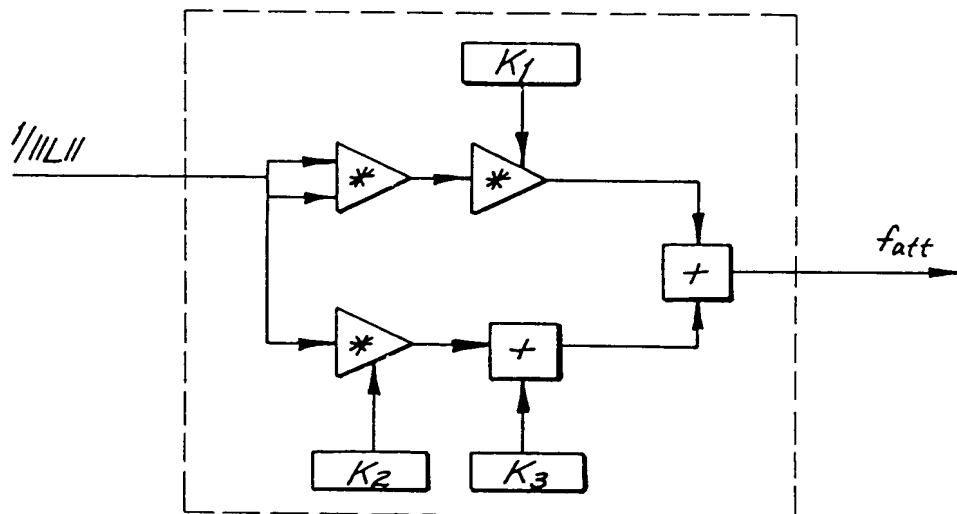 K1
1/||L||
*
*
+
fatt
*
+
K2
K3